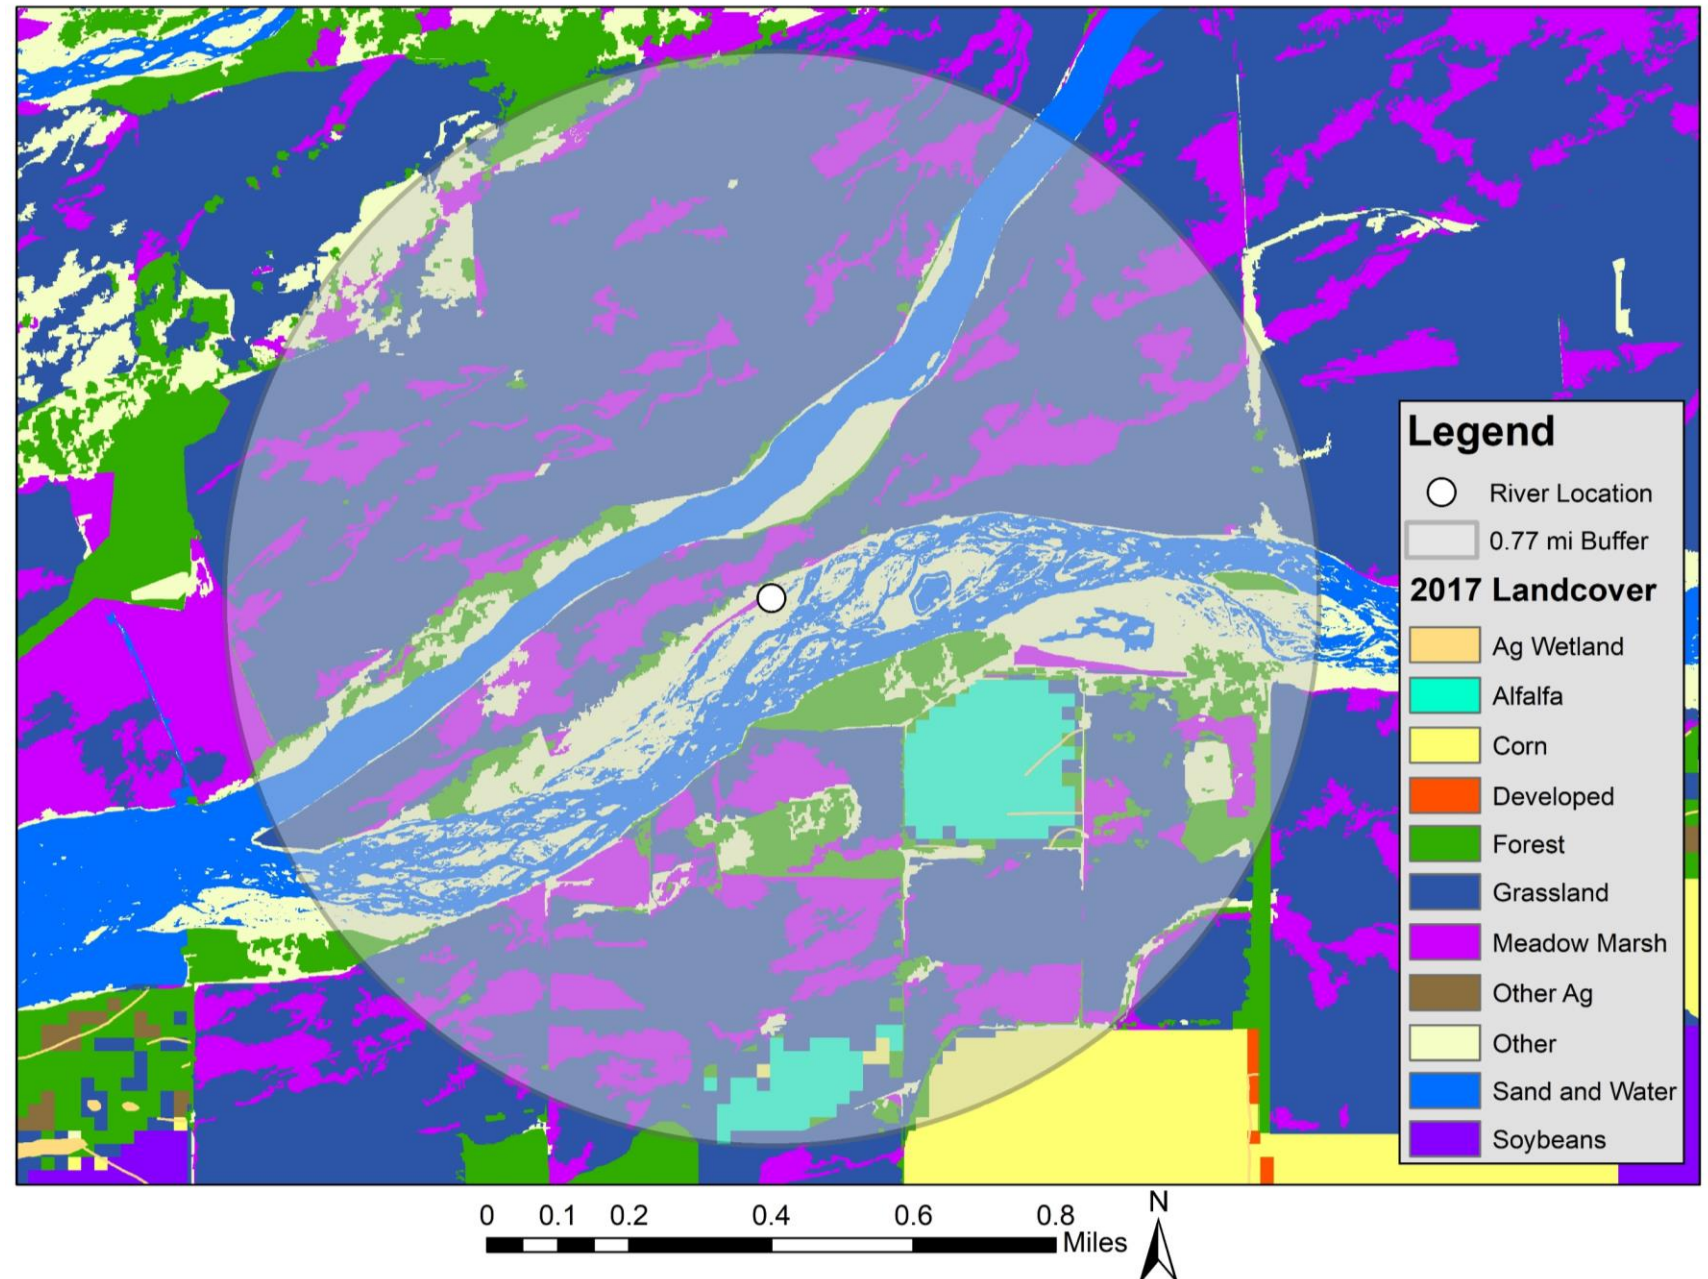 Legend
River Location
0.77 mi Buffer
2017 Landcover
Ag Wetland
Alfalfa
Corn
Developed
Forest
Grassland
Meadow Marsh
Other Ag
Other
Sand and Water
Soybeans
0 0.1 0.2 0.4 0.6 0.8
Miles
N